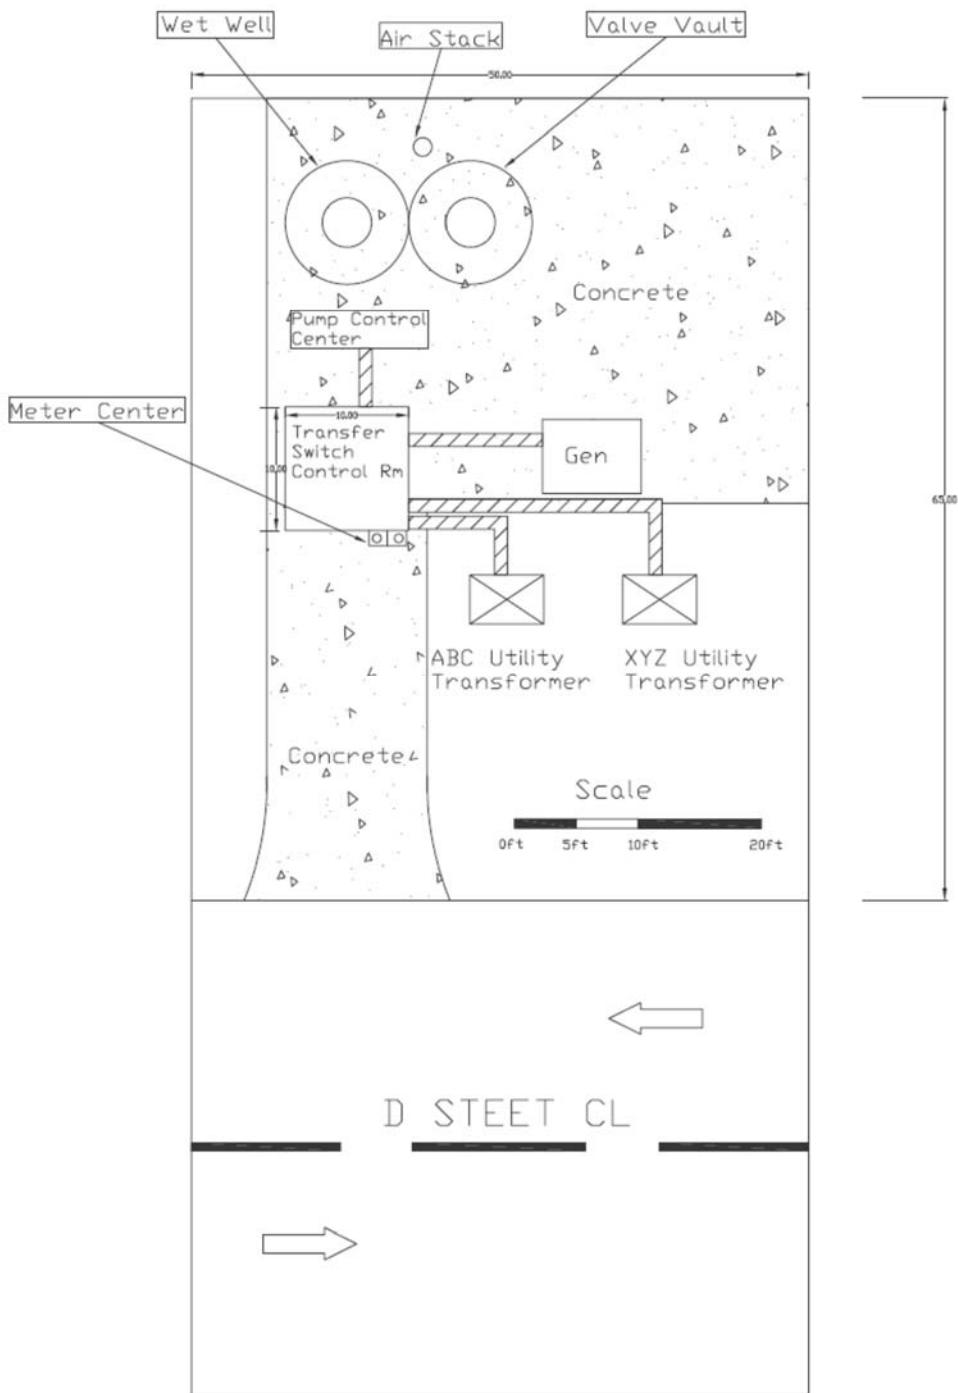 Wet Well
Air Stack
Valve Vault
50.00
Concrete
Pump Control
Center
Meter Center
10.00
Transfer
Switch
Control Rm
10.00
Gen
65.00
ABC Utility
Transformer
XYZ Utility
Transformer
Concrete
Scale
0ft 5ft 10ft 20ft
D STEET CL